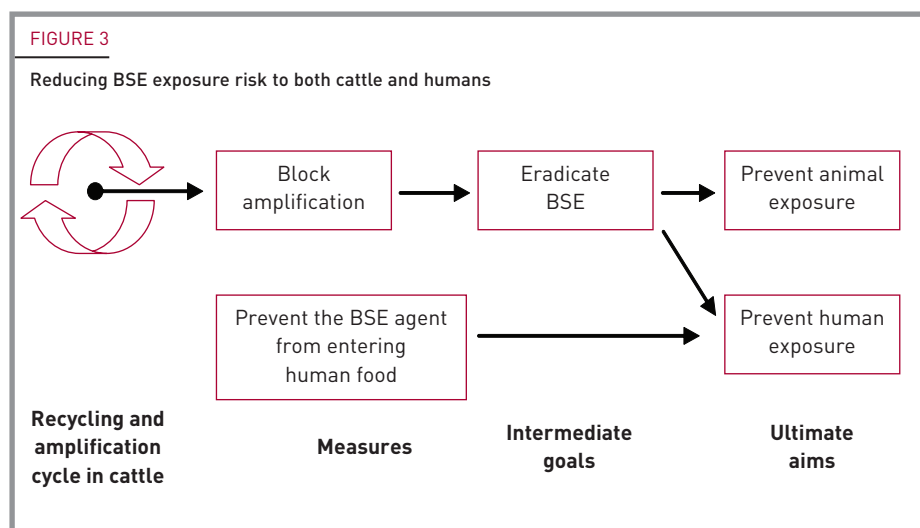 FIGURE 3
Reducing BSE exposure risk to both cattle and humans
Block
amplification
Eradicate
BSE
Prevent animal
exposure
Prevent the BSE agent
from entering
human food
Prevent human
exposure
Recycling and
amplification
cycle in cattle
Measures
Intermediate
goals
Ultimate
aims